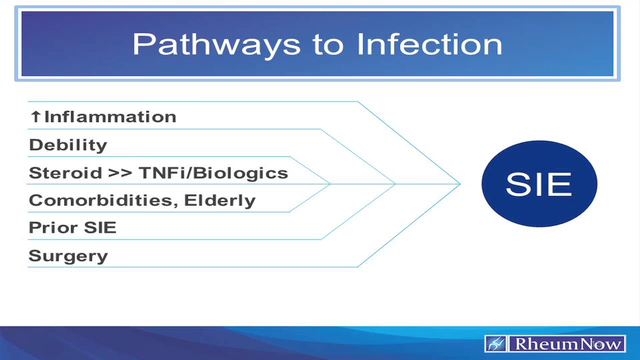 Pathways to Infection
↑Inflammation
Debility
Steroid >> TNFi/Biologics
Comorbidities, Elderly
Prior SIE
Surgery
SIE
RheumNow